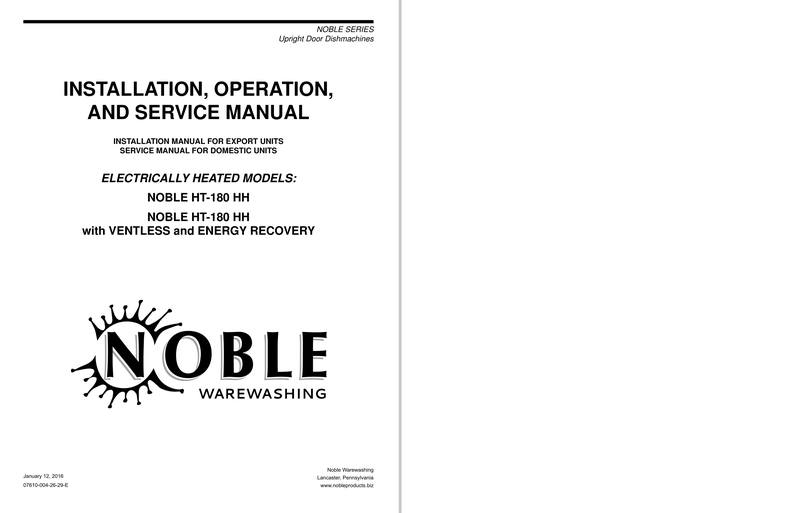 NOBLE SERIES
Upright Door Dishmachines
INSTALLATION, OPERATION,
AND SERVICE MANUAL
INSTALLATION MANUAL FOR EXPORT UNITS
SERVICE MANUAL FOR DOMESTIC UNITS
ELECTRICALLY HEATED MODELS:
NOBLE HT-180 HH
NOBLE HT-180 HH
with VENTLESS and ENERGY RECOVERY
NOBLE
WAREWASHING
January 12, 2016
07610-004-26-29-E
Noble Warewashing
Lancaster, Pennsylvania
www.nobleproducts.biz